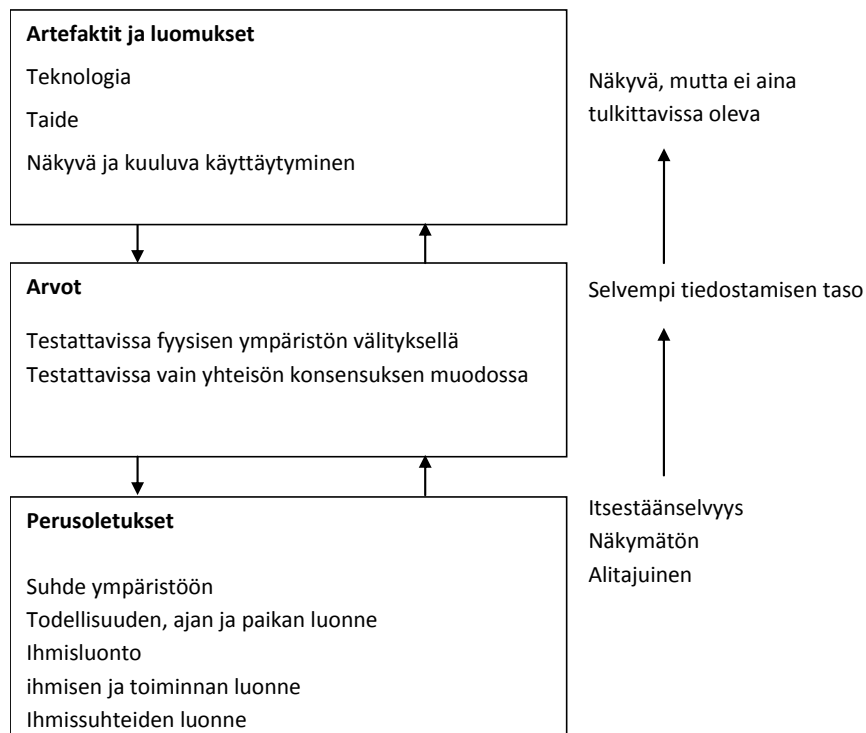 Artefaktit ja luomukset
Teknologia
Taide
Näkyvä ja kuuluva käyttäytyminen
Näkyvä, mutta ei aina
tulkittavissa oleva
Arvot
Testattavissa fyysisen ympäristön välityksellä
Testattavissa vain yhteisön konsensuksen muodossa
Selvempi tiedostamisen taso
Perusoletukset
Suhde ympäristöön
Todellisuuden, ajan ja paikan luonne
Ihmisluonto
ihmisen ja toiminnan luonne
Ihmissuhteiden luonne
Itsestäänselvyys
Näkymätön
Alitajuinen